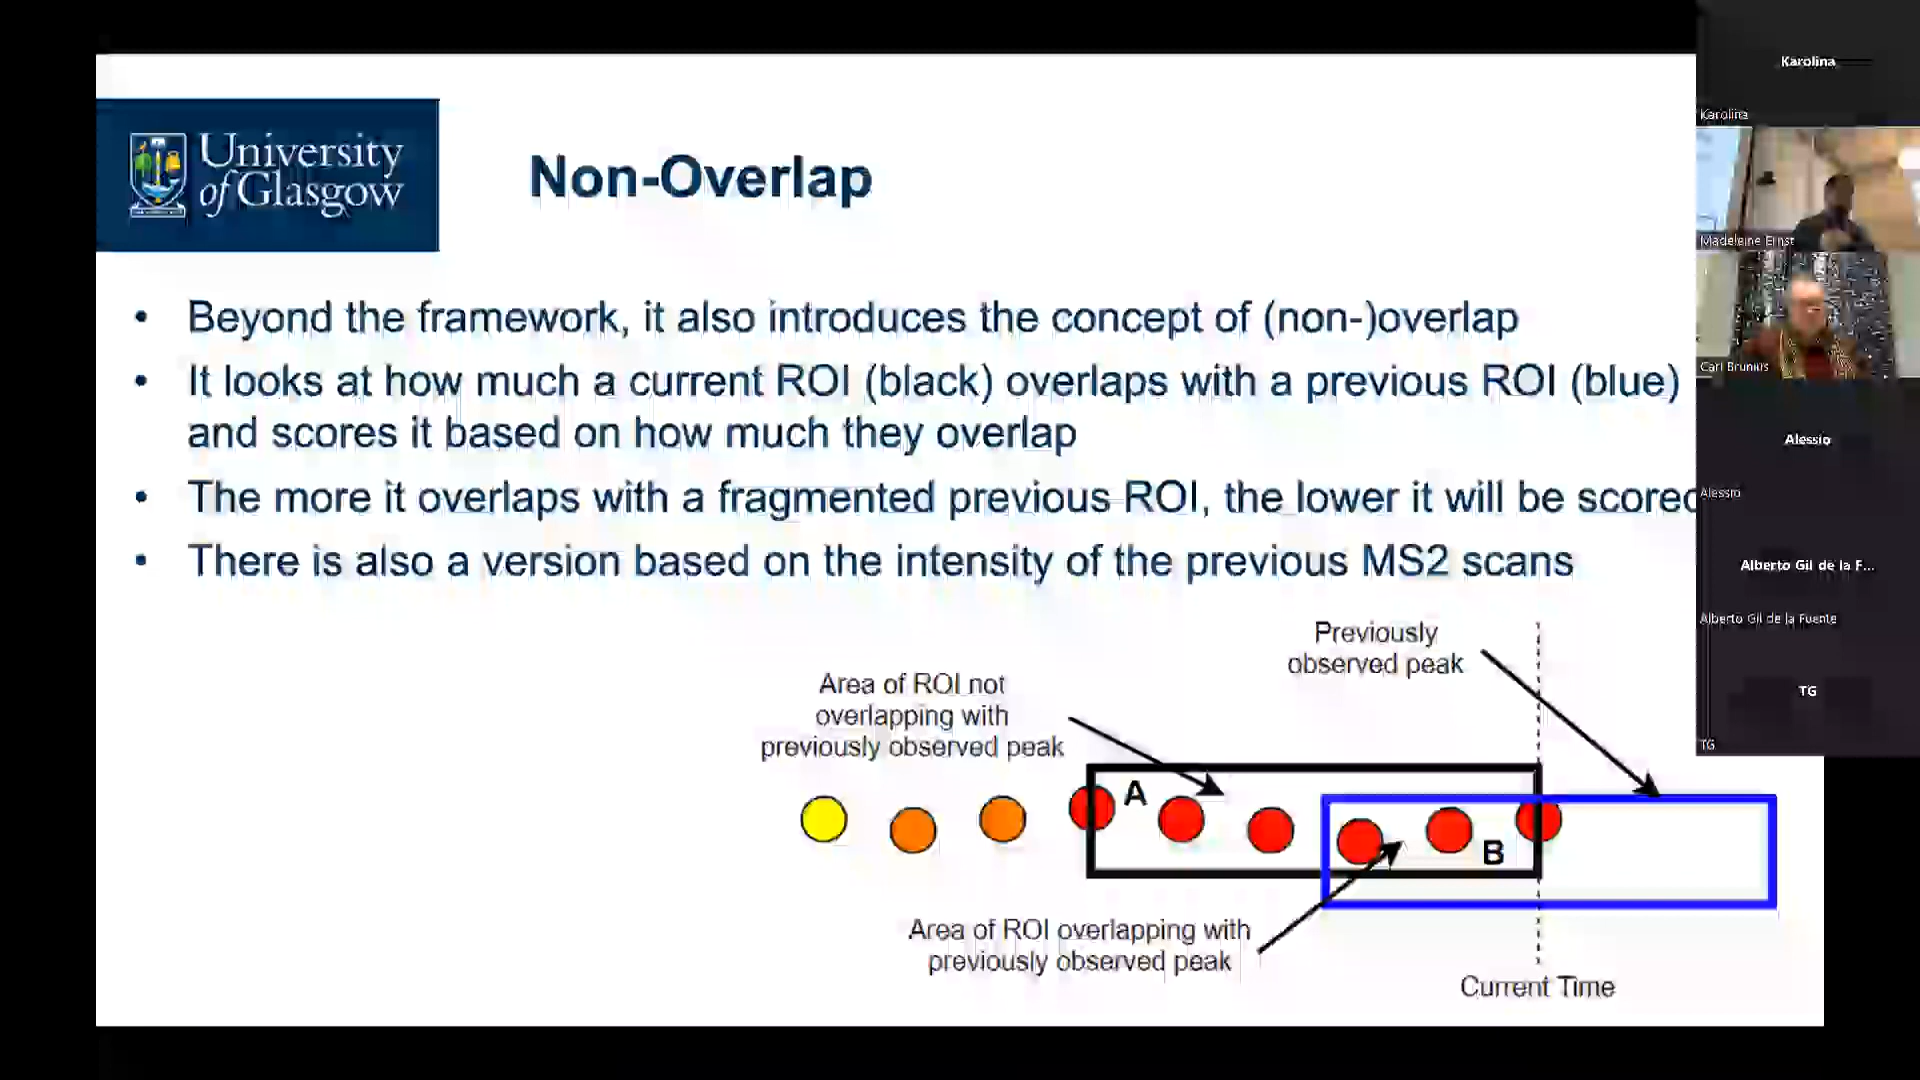 University
of Glasgow
Non-Overlap
• Beyond the framework, it also introduces the concept of (non-)overlap
• It looks at how much a current ROI (black) overlaps with a previous ROI (blue)
and scores it based on how much they overlap
• The more it overlaps with a fragmented previous ROI, the lower it will be scored
• There is also a version based on the intensity of the previous MS2 scans
Previously
observed peak
Area of ROI not
overlapping with
previously observed peak
A
B
Area of ROI overlapping with
previously observed peak
Current Time
Karolina
Karolina
Madeleine Ernst
Carl Brunius
Alessio
Alessio
Alberto Gil de la F...
Alberto Gil de la Fuente
TG
TG